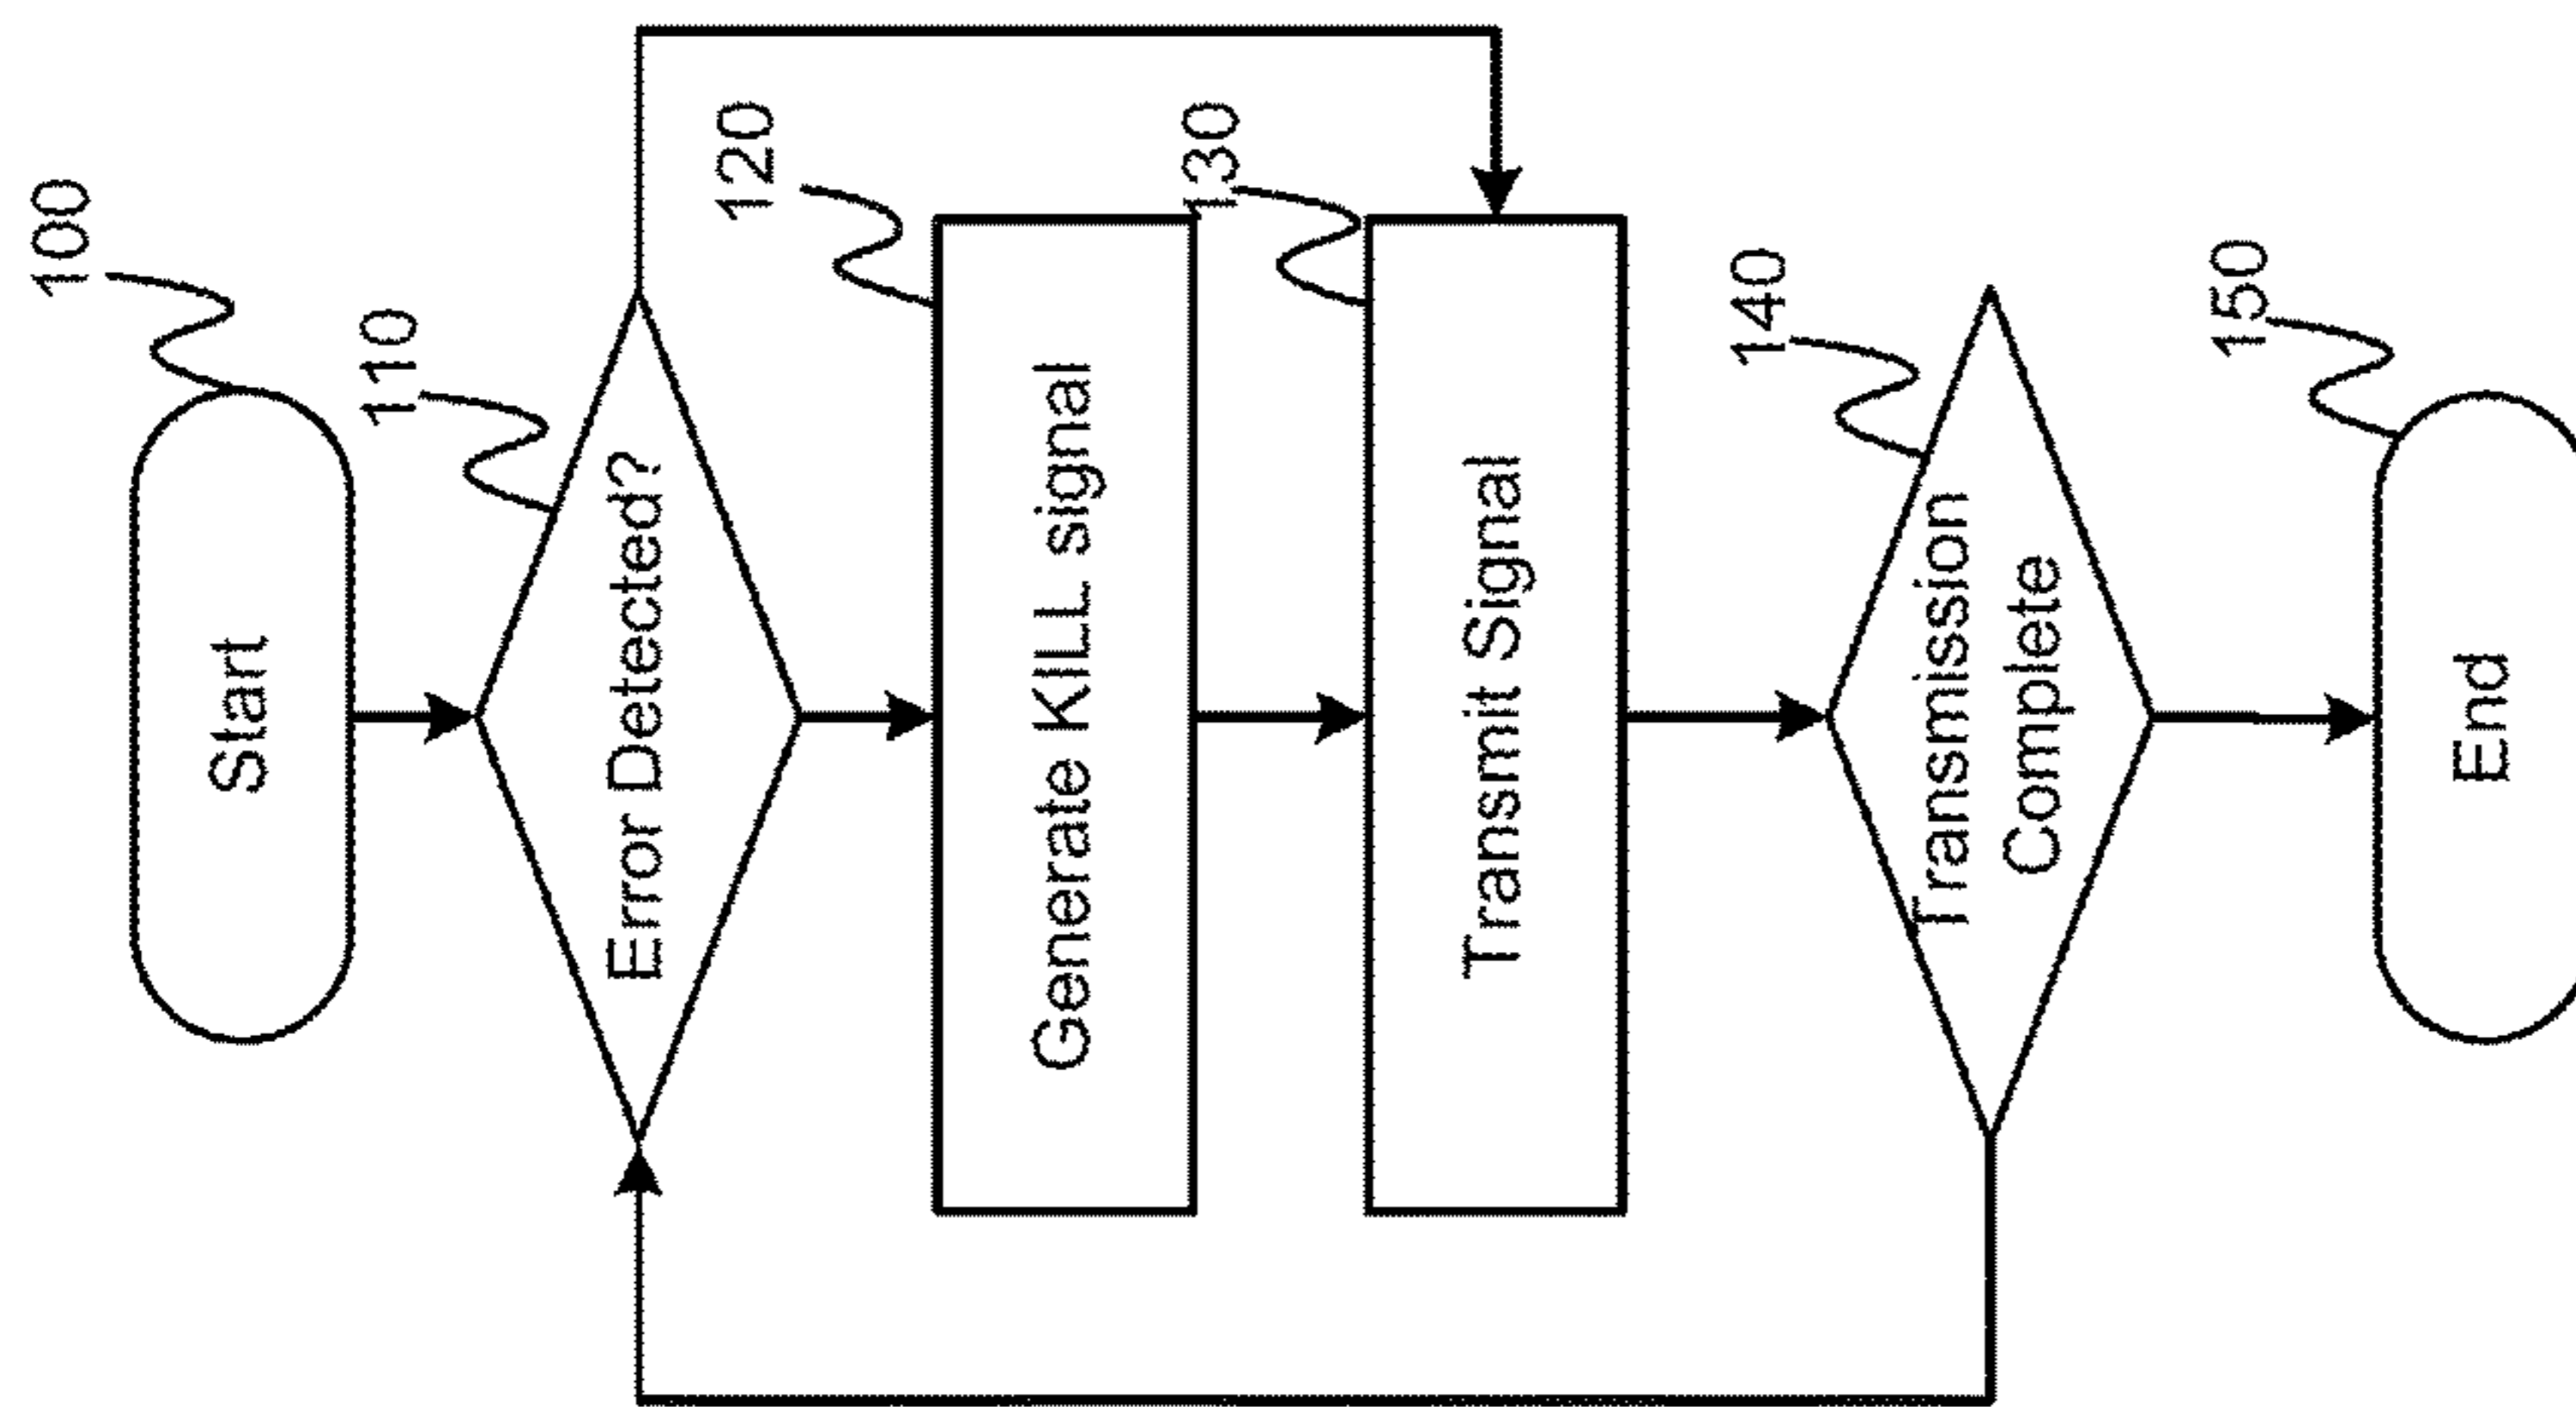 100
Start
110
Error Detected?
120
Generate KILL signal
130
Transmit Signal
140
Transmission
Complete
150
End